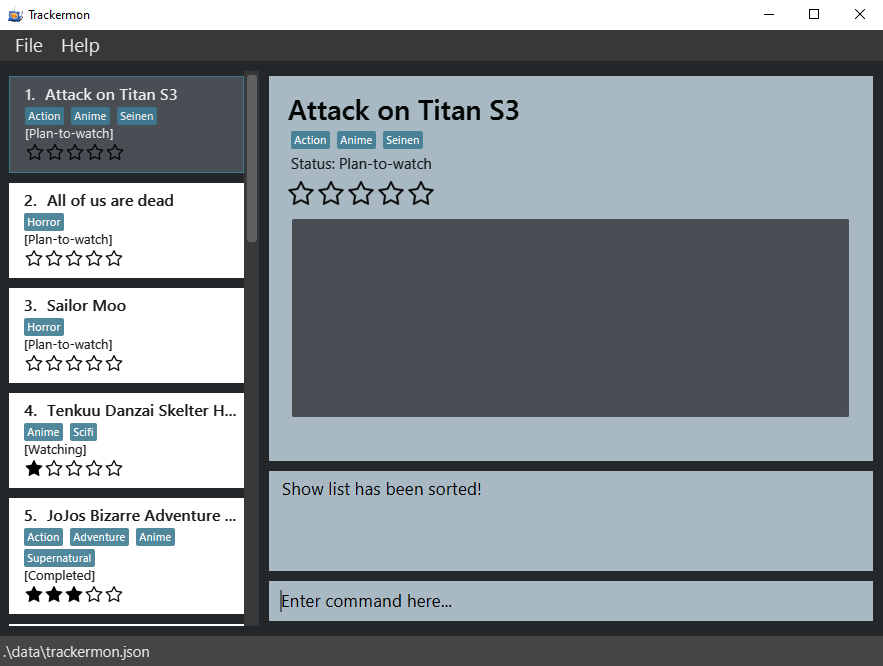 Trackermon
File Help
1. Attack on Titan S3
Action Anime Seinen
[Plan-to-watch]
2. All of us are dead
Horror
[Plan-to-watch]
3. Sailor Moo
Horror
[Plan-to-watch]
4. Tenkuu Danzai Skelter H...
Anime Scifi
[Watching]
5. JoJos Bizarre Adventure ...
Action Adventure Anime
Supernatural
[Completed]
Attack on Titan S3
Action Anime Seinen
Status: Plan-to-watch
Show list has been sorted!
Enter command here...
.\data\trackermon.json